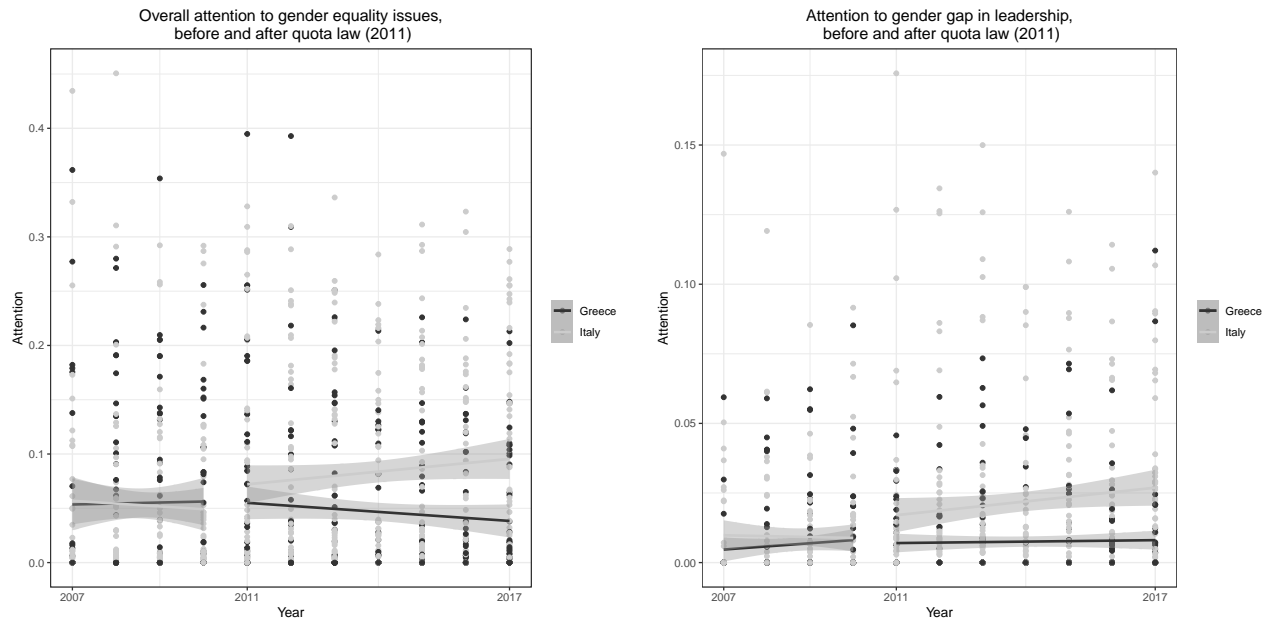 Overall attention to gender equality issues,
before and after quota law (2011)
0.4
0.3
0.2
0.1
0.0
Attention
2007
2011
2017
Year
Greece
Italy
Attention to gender gap in leadership,
before and after quota law (2011)
0.15
0.10
0.05
0.00
Attention
2007
2011
2017
Year
Greece
Italy